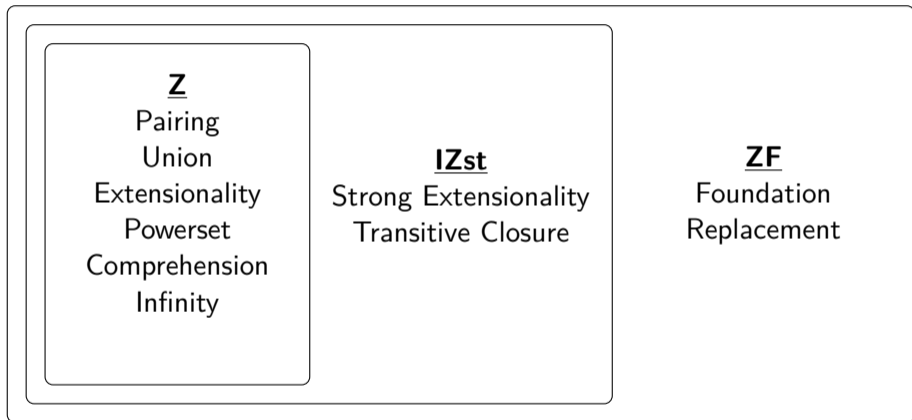 Z
Pairing
Union
Extensionality
Powerset
Comprehension
Infinity
IZst
Strong Extensionality
Transitive Closure
ZF
Foundation
Replacement